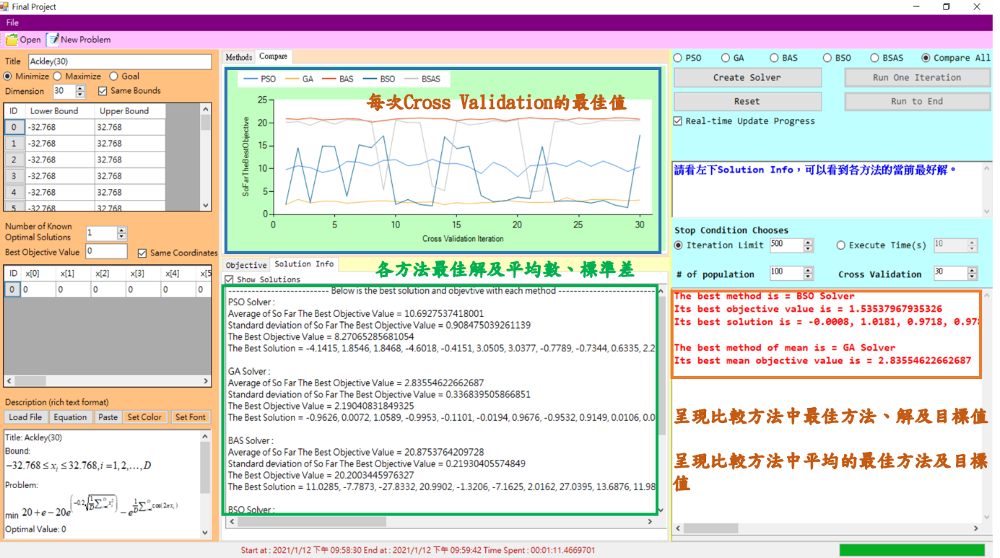 Final Project
File
Open New Problem
Title Ackley(30)
Minimize Maximize Goal
Dimension 30 Same Bounds
ID Lower Bound Upper Bound
0 -32.768 32.768
1 -32.768 32.768
2 -32.768 32.768
3 -32.768 32.768
4 -32.768 32.768
5 -32.768 32.768
Number of Known
Optimal Solutions 1
Best Objective Value 0 Same Coordinates
ID x[0] x[1] x[2] x[3] x[4] x[5
0 0 0 0 0 0 0
Description (rich text format)
Load File Equation Paste Set Color Set Font
Title: Ackley(30)
Bound:
−32.768 ≤ x_i ≤ 32.768, i = 1, 2, ..., D
Problem:
min 20 + e − 20e^(−0.2√(1/D ∑_{i=1}^{D} x_i^2)) − e^(1/D ∑_{i=1}^{D} cos(2πx_i))
Optimal Value: 0
Methods Compare
PSO GA BAS BSO BSAS
每次Cross Validation的最佳值
SoFarTheBestObjective
25
20
15
10
5
0
0 5 10 15 20 25 30
Cross Validation Iteration
Objective Solution Info
各方法最佳解及平均數、標準差
Show Solutions
---------------------------- Below is the best solution and objevtive with each method ----------------------------
PSO Solver :
Average of So Far The Best Objective Value = 10.6927537418001
Standard deviation of So Far The Best Objective Value = 0.908475039261139
The Best Objective Value = 8.27065285681054
The Best Solution = -4.1415, 1.8546, 1.8468, -4.6018, -0.4151, 3.0505, 3.0377, -0.7789, -0.7344, 0.6335, 2.2
GA Solver :
Average of So Far The Best Objective Value = 2.83554622662687
Standard deviation of So Far The Best Objective Value = 0.336839505866851
The Best Objective Value = 2.19040831849325
The Best Solution = -0.9626, 0.0072, 1.0589, -0.9953, -0.1101, -0.0194, 0.9676, -0.9532, 0.9149, 0.0106, 0.0
BAS Solver :
Average of So Far The Best Objective Value = 20.8753764209728
Standard deviation of So Far The Best Objective Value = 0.21930405574849
The Best Objective Value = 20.2003445976327
The Best Solution = 11.0285, -7.7873, -27.8332, 20.9902, -1.3206, -7.1625, 2.0162, 27.0395, 13.6876, 11.98
BSO Solver :
PSO GA BAS BSO BSAS Compare All
Create Solver Run One Iteration
Reset Run to End
Real-time Update Progress
請看左下Solution Info，可以看到各方法的當前最好解。
Stop Condition Chooses
Iteration Limit 500 Execute Time(s) 10
# of population 100 Cross Validation 30
The best method is = BSO Solver
Its best objective value is = 1.53537967935326
Its best solution is = -0.0008, 1.0181, 0.9718, 0.978
The best method of mean is = GA Solver
Its best mean objective value is = 2.83554622662687
呈現比較方法中最佳方法、解及目標值
呈現比較方法中平均的最佳方法及目標
值
Start at : 2021/1/12 下午 09:58:30 End at : 2021/1/12 下午 09:59:42 Time Spent : 00:01:11.4669701